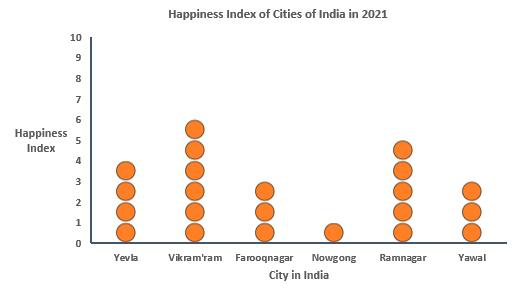 Happiness Index of Cities of India in 2021
10
9
8
7
6
5
4
3
2
1
0
Happiness
Index
Yevla Vikram'ram Farooqnagar Nowgong Ramnagar Yawal
City in India